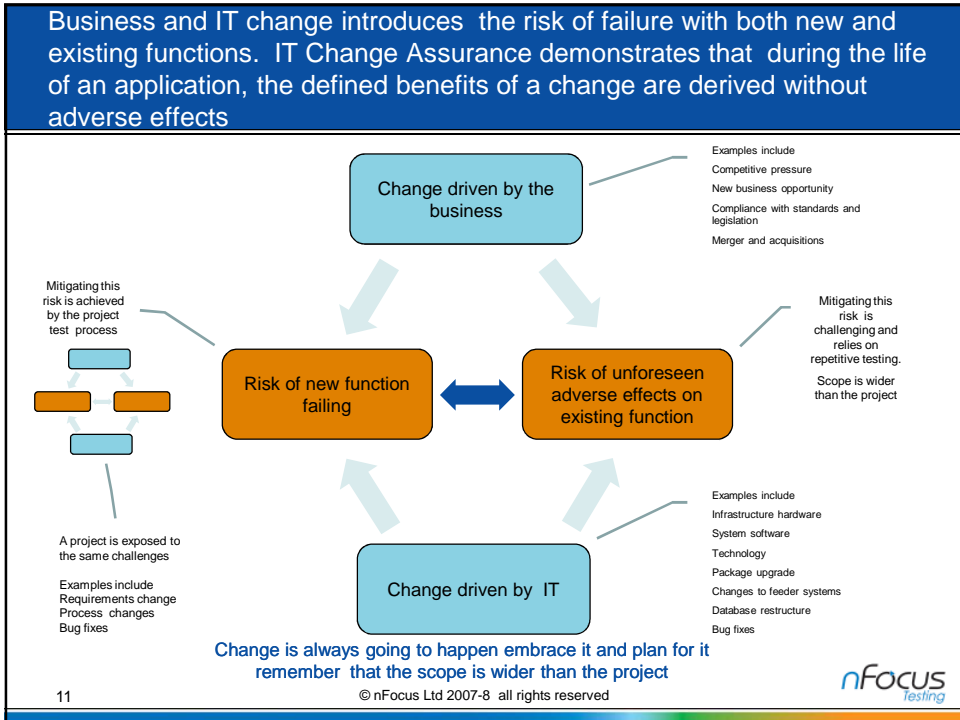 Business and IT change introduces the risk of failure with both new and
existing functions. IT Change Assurance demonstrates that during the life
of an application, the defined benefits of a change are derived without
adverse effects
Change driven by the
business
Examples include
Competitive pressure
New business opportunity
Compliance with standards and
legislation
Merger and acquisitions
Mitigating this
risk is achieved
by the project
test process
Risk of new function
failing
Risk of unforeseen
adverse effects on
existing function
Mitigating this
risk is
challenging and
relies on
repetitive testing.
Scope is wider
than the project
A project is exposed to
the same challenges
Examples include
Requirements change
Process changes
Bug fixes
Change driven by IT
Examples include
Infrastructure hardware
System software
Technology
Package upgrade
Changes to feeder systems
Database restructure
Bug fixes
Change is always going to happen embrace it and plan for it
remember that the scope is wider than the project
11
© nFocus Ltd 2007-8 all rights reserved
nFocus
Testing